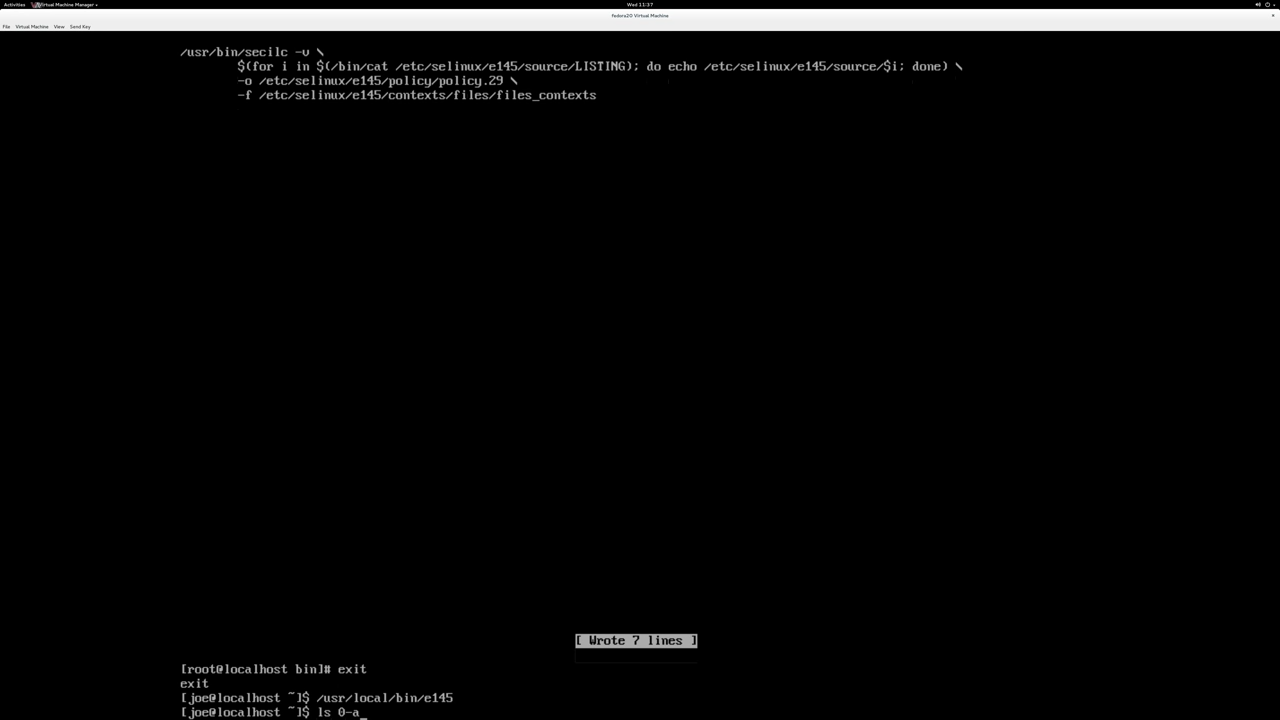 Activities Virtual Machine Manager Wed 11:37
Fedora20 Virtual Machine ×
File Virtual Machine View Send Key
/usr/bin/secilc -v \
$(for i in $(/bin/cat /etc/selinux/e145/source/LISTING); do echo /etc/selinux/e145/source/$i; done) \
-o /etc/selinux/e145/policy/policy.29 \
-f /etc/selinux/e145/contexts/files/files_contexts
[ Wrote 7 lines ]
[root@localhost bin]# exit
exit
[joe@localhost ~]$ /usr/local/bin/e145
[joe@localhost ~]$ ls 0-a_